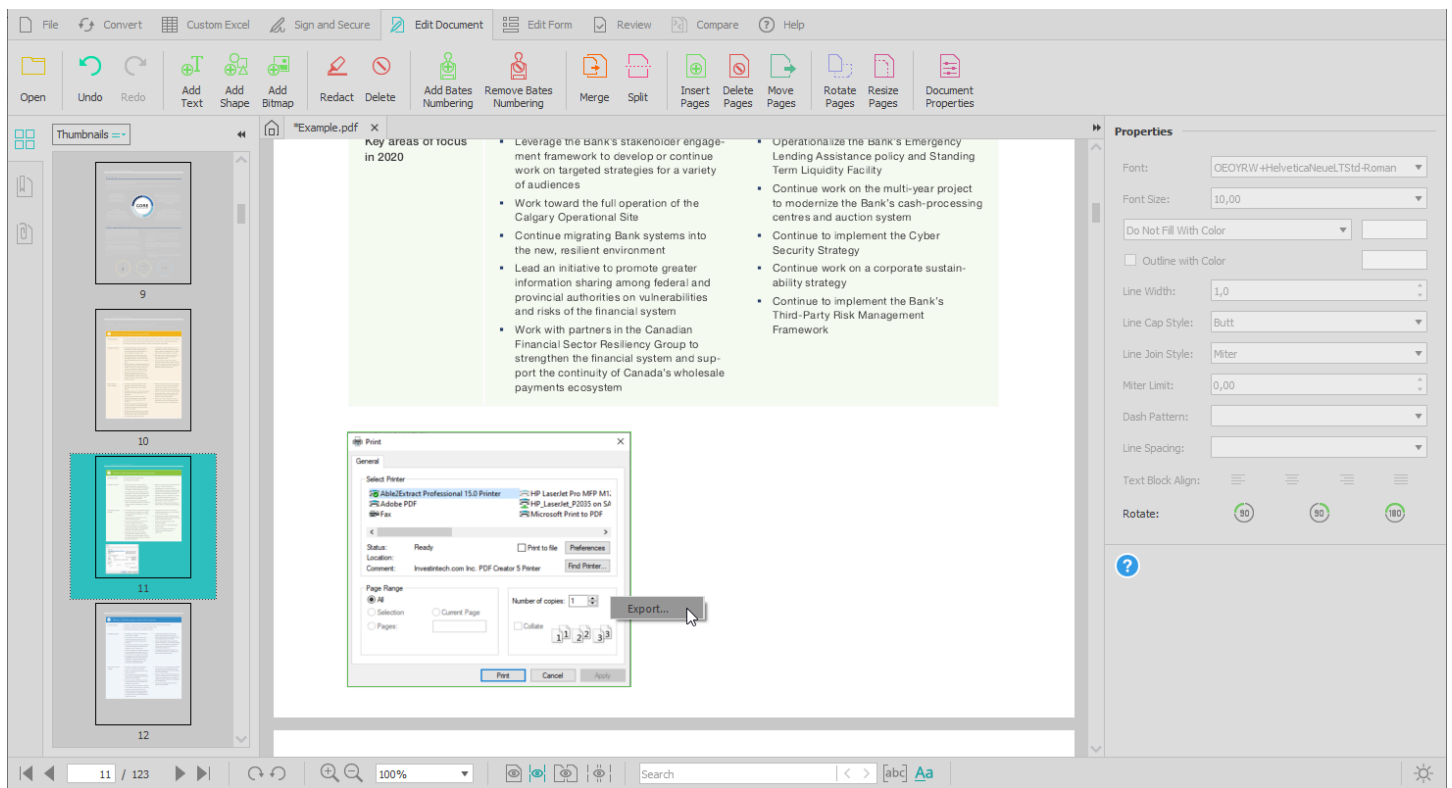 File
Convert
Custom Excel
Sign and Secure
Edit Document
Edit Form
Review
Compare
Help
Open
Undo
Redo
Add Text
Add Shape
Add Bitmap
Redact
Delete
Add Bates Numbering
Remove Bates Numbering
Merge
Split
Insert Pages
Delete Pages
Move Pages
Rotate Pages
Resize Pages
Document Properties
Thumbnails
*Example.pdf
CORE
9
10
11
12
Key areas of focus
in 2020
Leverage the Bank's stakeholder engage-
ment framework to develop or continue
work on targeted strategies for a variety
of audiences
Work toward the full operation of the
Calgary Operational Site
Continue migrating Bank systems into
the new, resilient environment
Lead an initiative to promote greater
information sharing among federal and
provincial authorities on vulnerabilities
and risks of the financial system
Work with partners in the Canadian
Financial Sector Resiliency Group to
strengthen the financial system and sup-
port the continuity of Canada's wholesale
payments ecosystem
Operationalize the Bank's Emergency
Lending Assistance policy and Standing
Term Liquidity Facility
Continue work on the multi-year project
to modernize the Bank's cash-processing
centres and auction system
Continue to implement the Cyber
Security Strategy
Continue work on a corporate sustain-
ability strategy
Continue to implement the Bank's
Third-Party Risk Management
Framework
Print
General
Select Printer
Able2Extract Professional 15.0 Printer
Adobe PDF
Fax
HP LaserJet Pro MFP M1
HP_LaserJet_P2035 on SA
Microsoft Print to PDF
Status: Ready
Location:
Comment: Investintech.com Inc. PDF Creator 5 Printer
Print to file
Preferences
Find Printer...
Page Range
All
Selection
Current Page
Pages:
Number of copies: 1
Collate
1 1 2 2 3 3
Print
Cancel
Apply
Export...
Properties
Font: OEOYRW+HelveticaNeueLTStd-Roman
Font Size: 10,00
Do Not Fill With Color
Outline with Color
Line Width: 1,0
Line Cap Style: Butt
Line Join Style: Miter
Miter Limit: 0,00
Dash Pattern:
Line Spacing:
Text Block Align:
Rotate: 90 90 180
11 / 123
100%
Search
abc
Aa